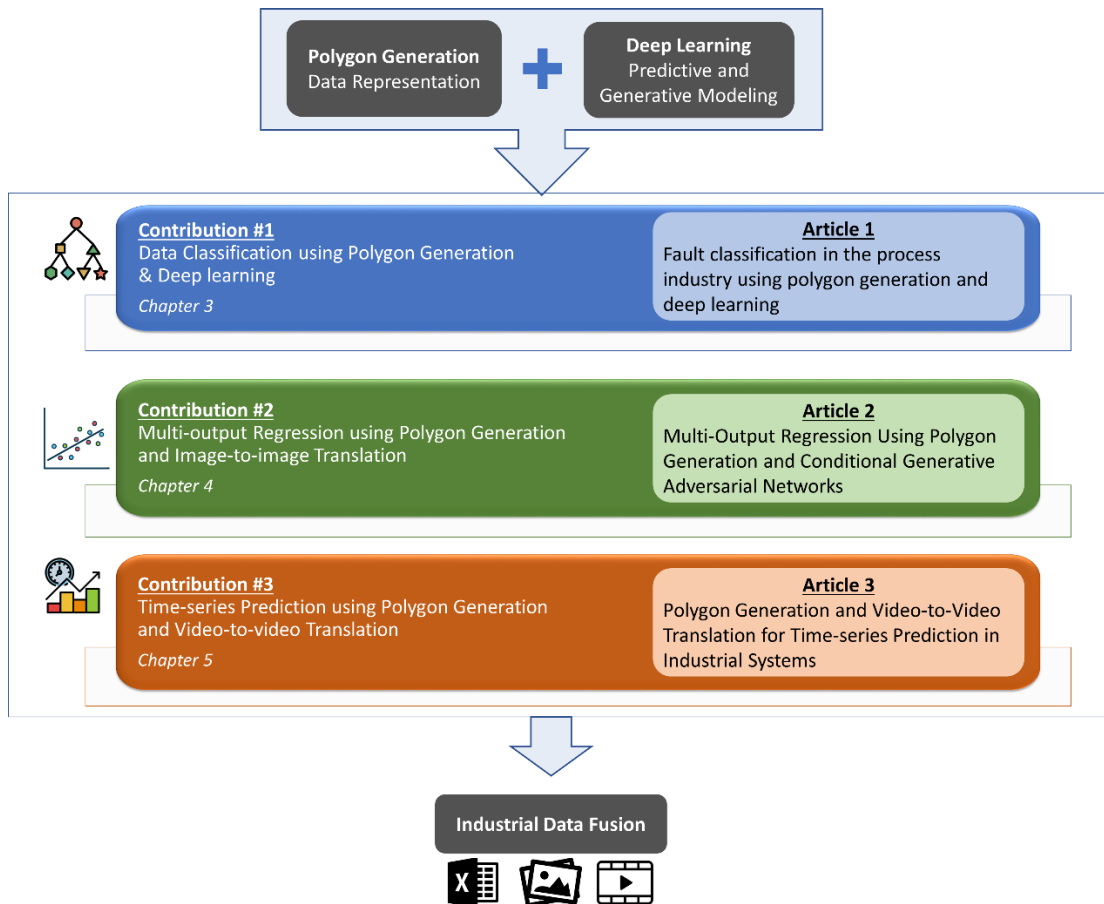 Polygon Generation
Data Representation
Deep Learning
Predictive and
Generative Modeling
Contribution #1
Data Classification using Polygon Generation
& Deep learning
Chapter 3
Article 1
Fault classification in the process
industry using polygon generation and
deep learning
Contribution #2
Multi-output Regression using Polygon Generation
and Image-to-image Translation
Chapter 4
Article 2
Multi-Output Regression Using Polygon
Generation and Conditional Generative
Adversarial Networks
Contribution #3
Time-series Prediction using Polygon Generation
and Video-to-video Translation
Chapter 5
Article 3
Polygon Generation and Video-to-Video
Translation for Time-series Prediction in
Industrial Systems
Industrial Data Fusion
X